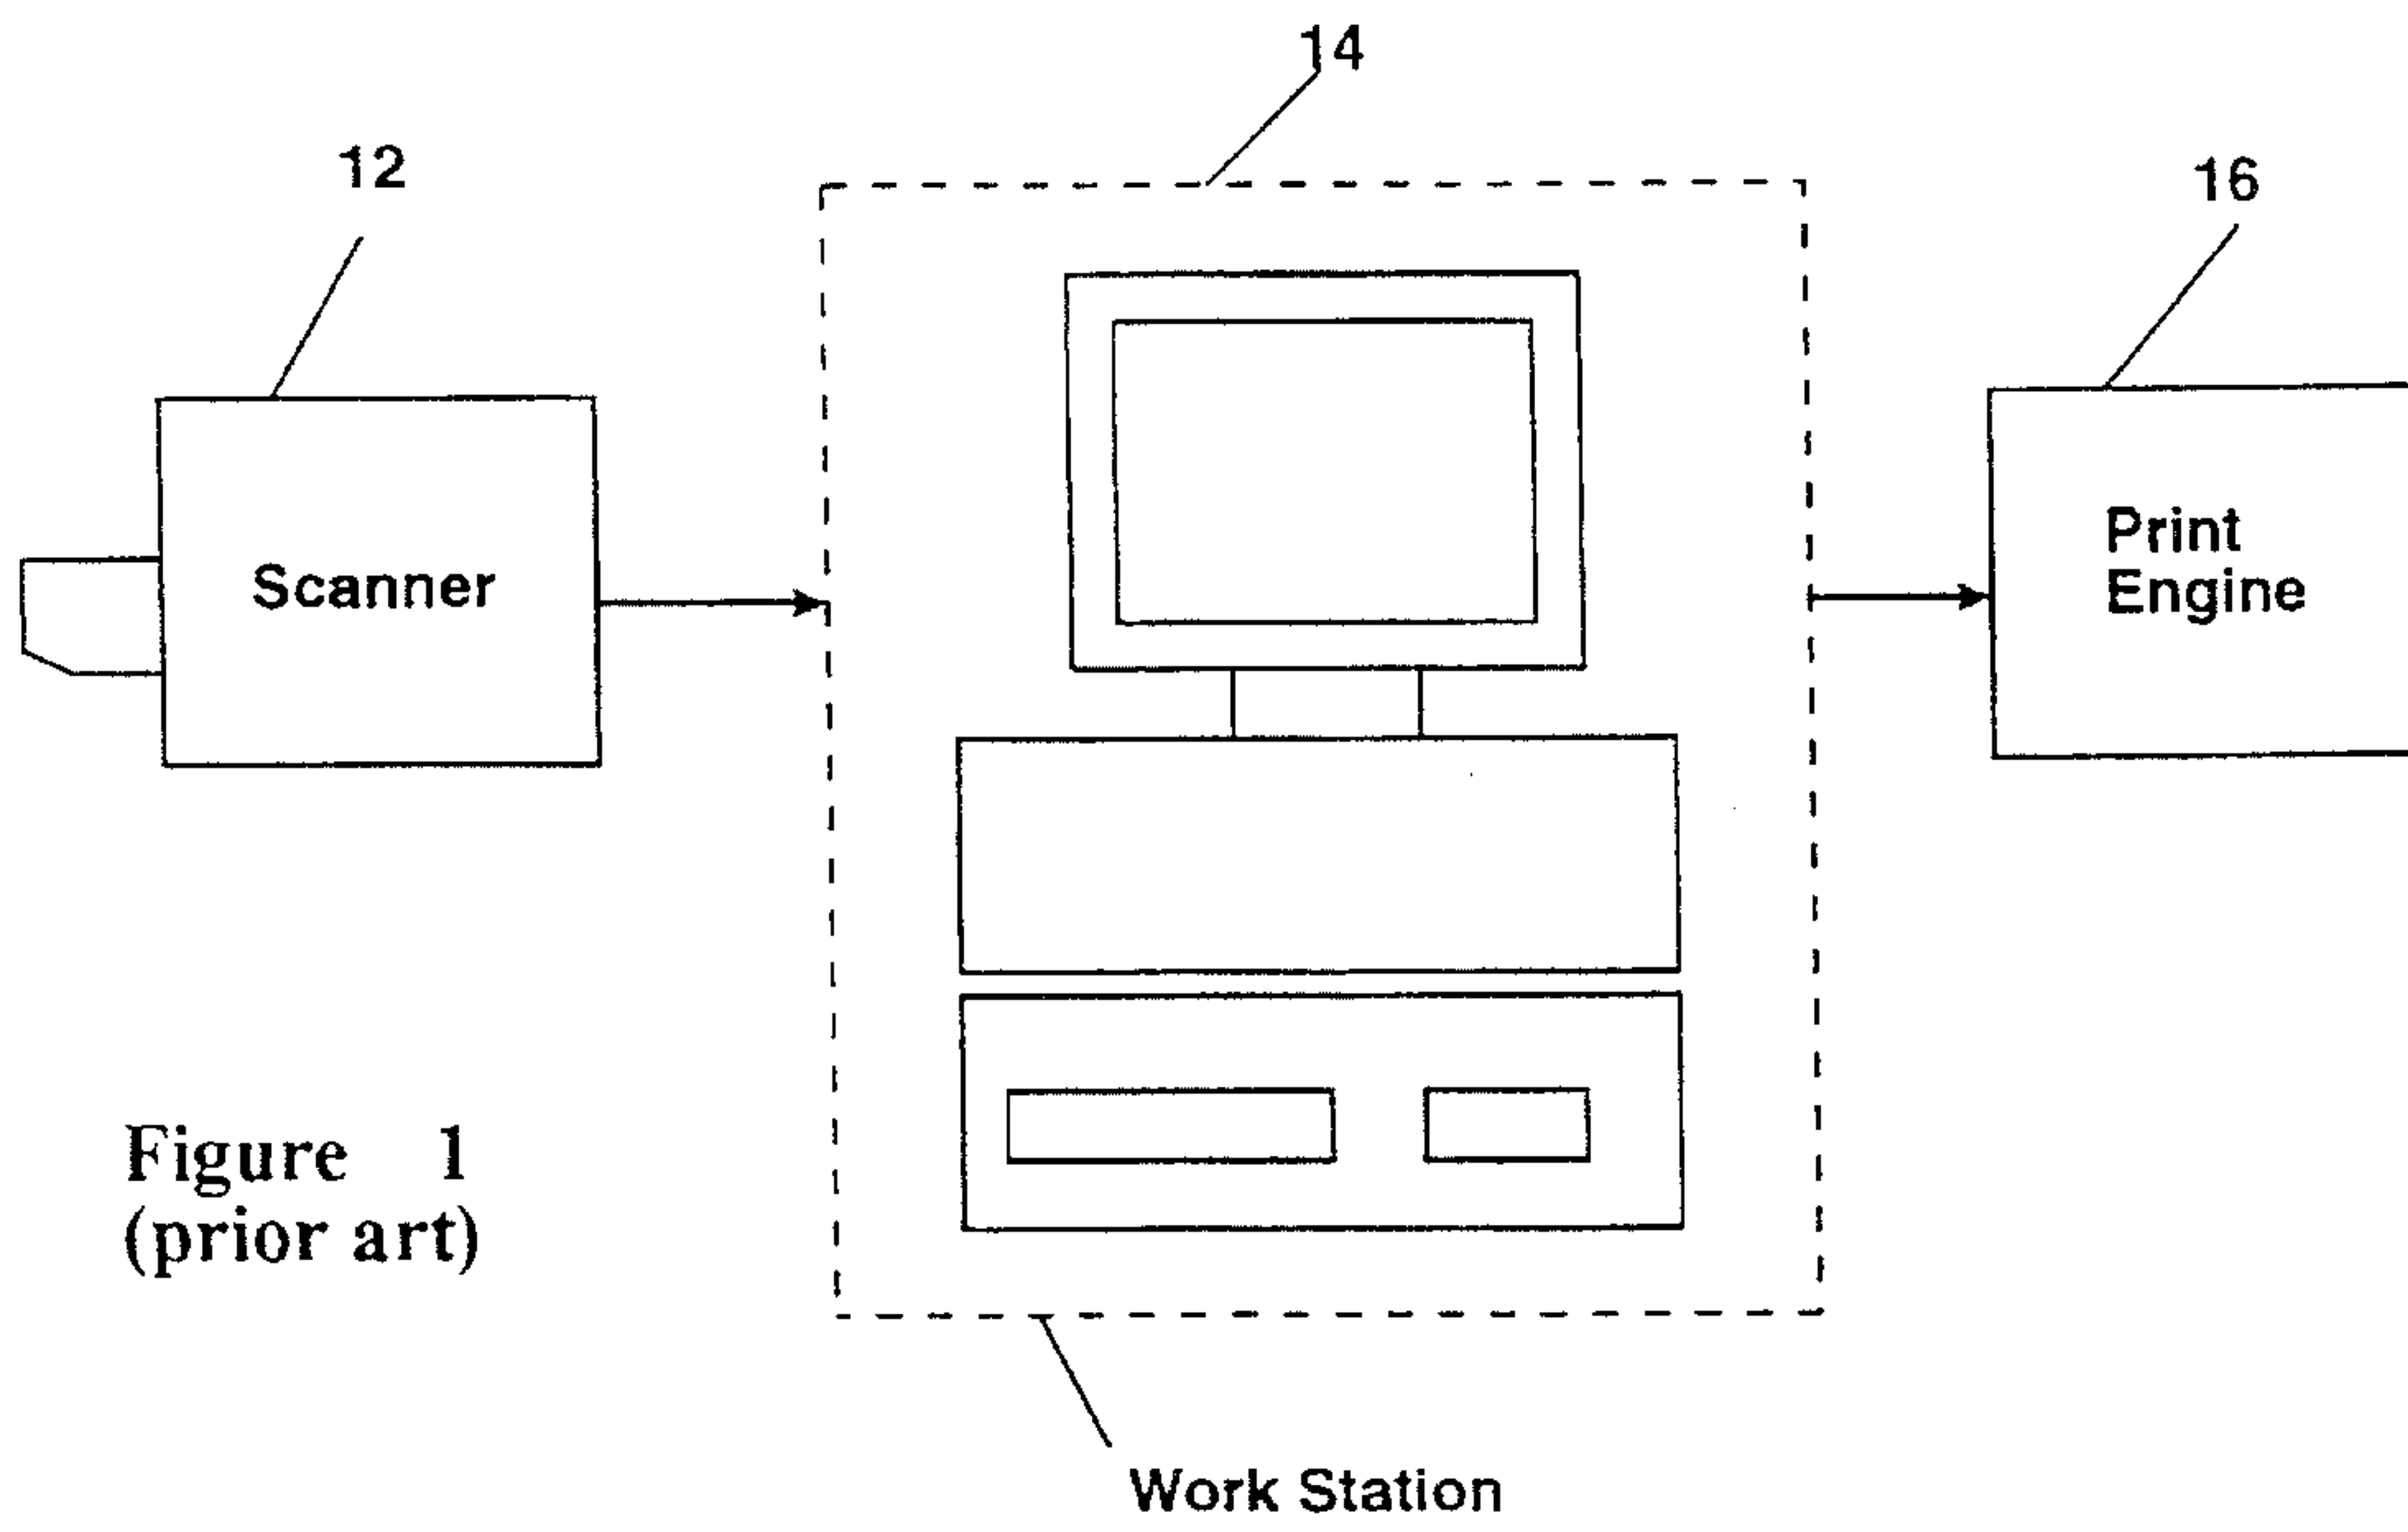 14
12
16
Scanner
Print
Engine
Figure 1
(prior art)
Work Station